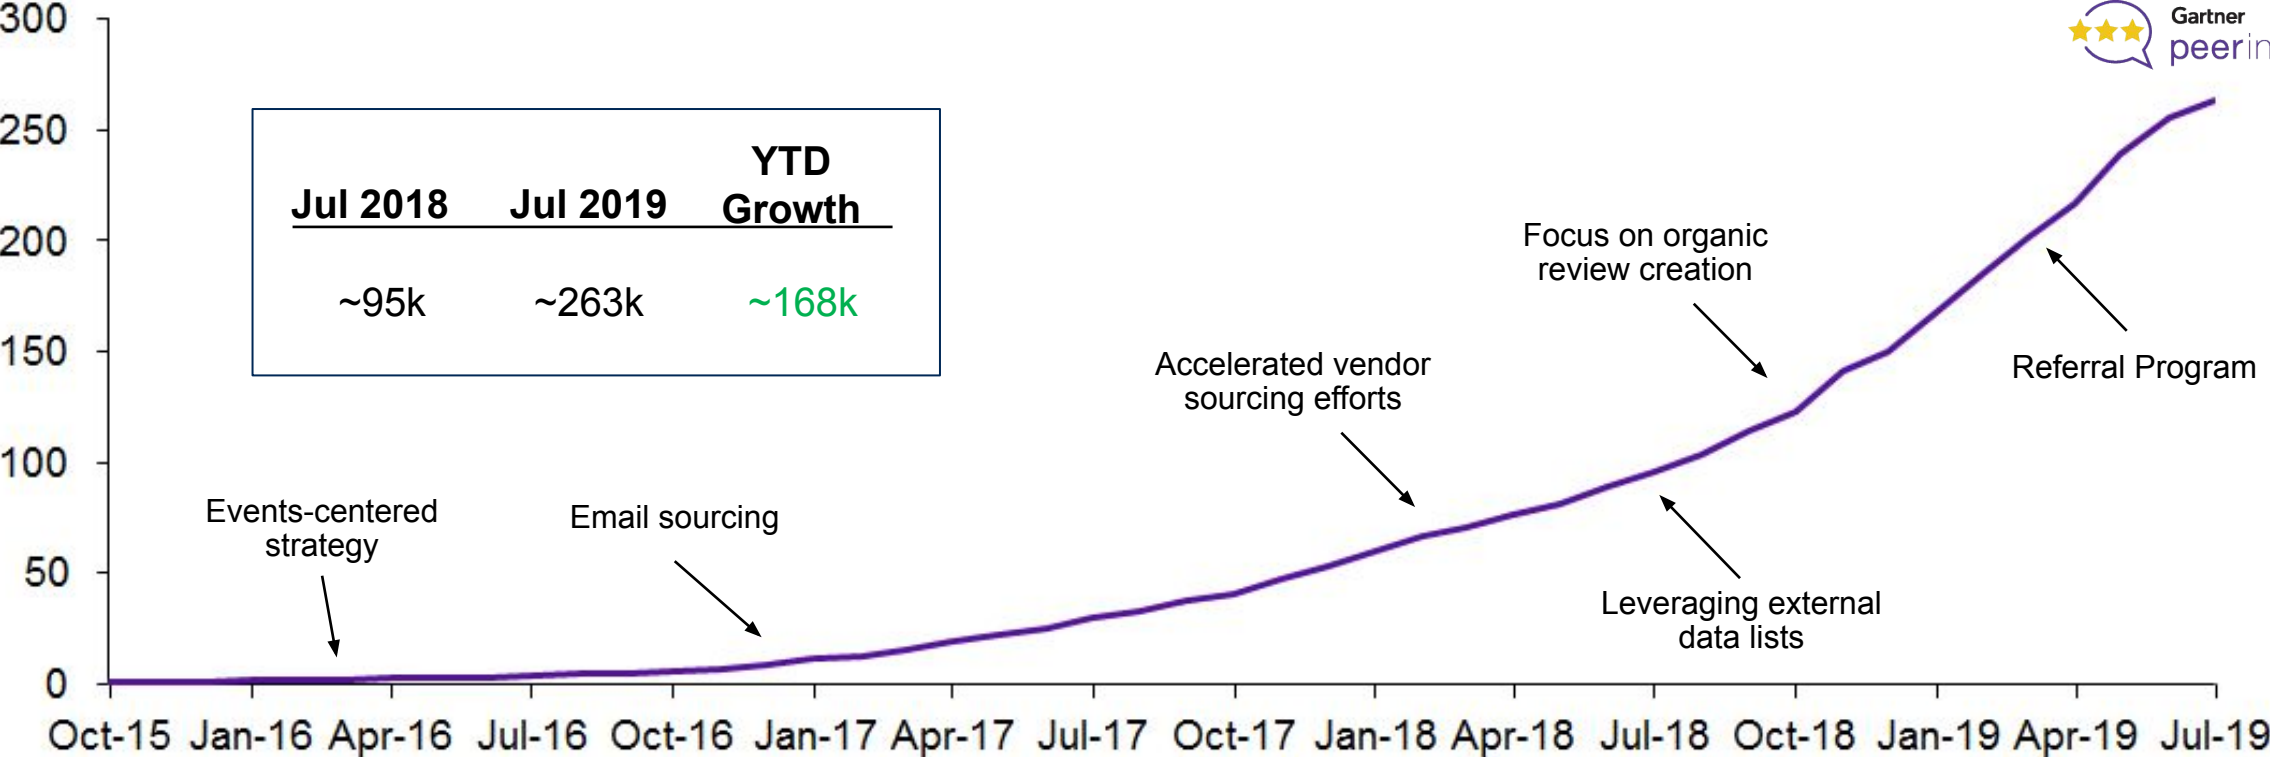 300
250
200
150
100
50
0
Gartner
peerin
YTD
Jul 2018 Jul 2019 Growth
~95k ~263k ~168k
Focus on organic
review creation
Referral Program
Accelerated vendor
sourcing efforts
Events-centered
strategy
Email sourcing
Leveraging external
data lists
Oct-15 Jan-16 Apr-16 Jul-16 Oct-16 Jan-17 Apr-17 Jul-17 Oct-17 Jan-18 Apr-18 Jul-18 Oct-18 Jan-19 Apr-19 Jul-19